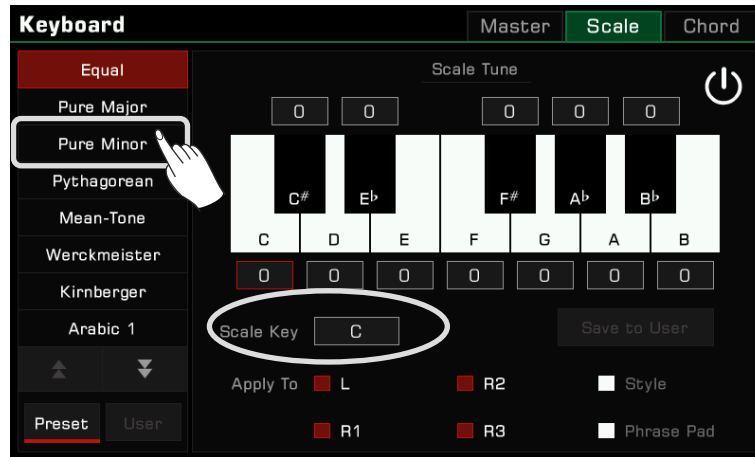 Keyboard Master Scale Chord
Equal
Scale Tune
Pure Major
0 0 0 0 0
Pure Minor
Pythagorean
C# E♭ F# A♭ B♭
Mean-Tone
C D E F G A B
Werckmeister
0 0 0 0 0 0 0
Kirnberger
Arabic 1
Scale Key C Save to User
Apply To L R2 Style
Preset User
R1 R3 Phrase Pad